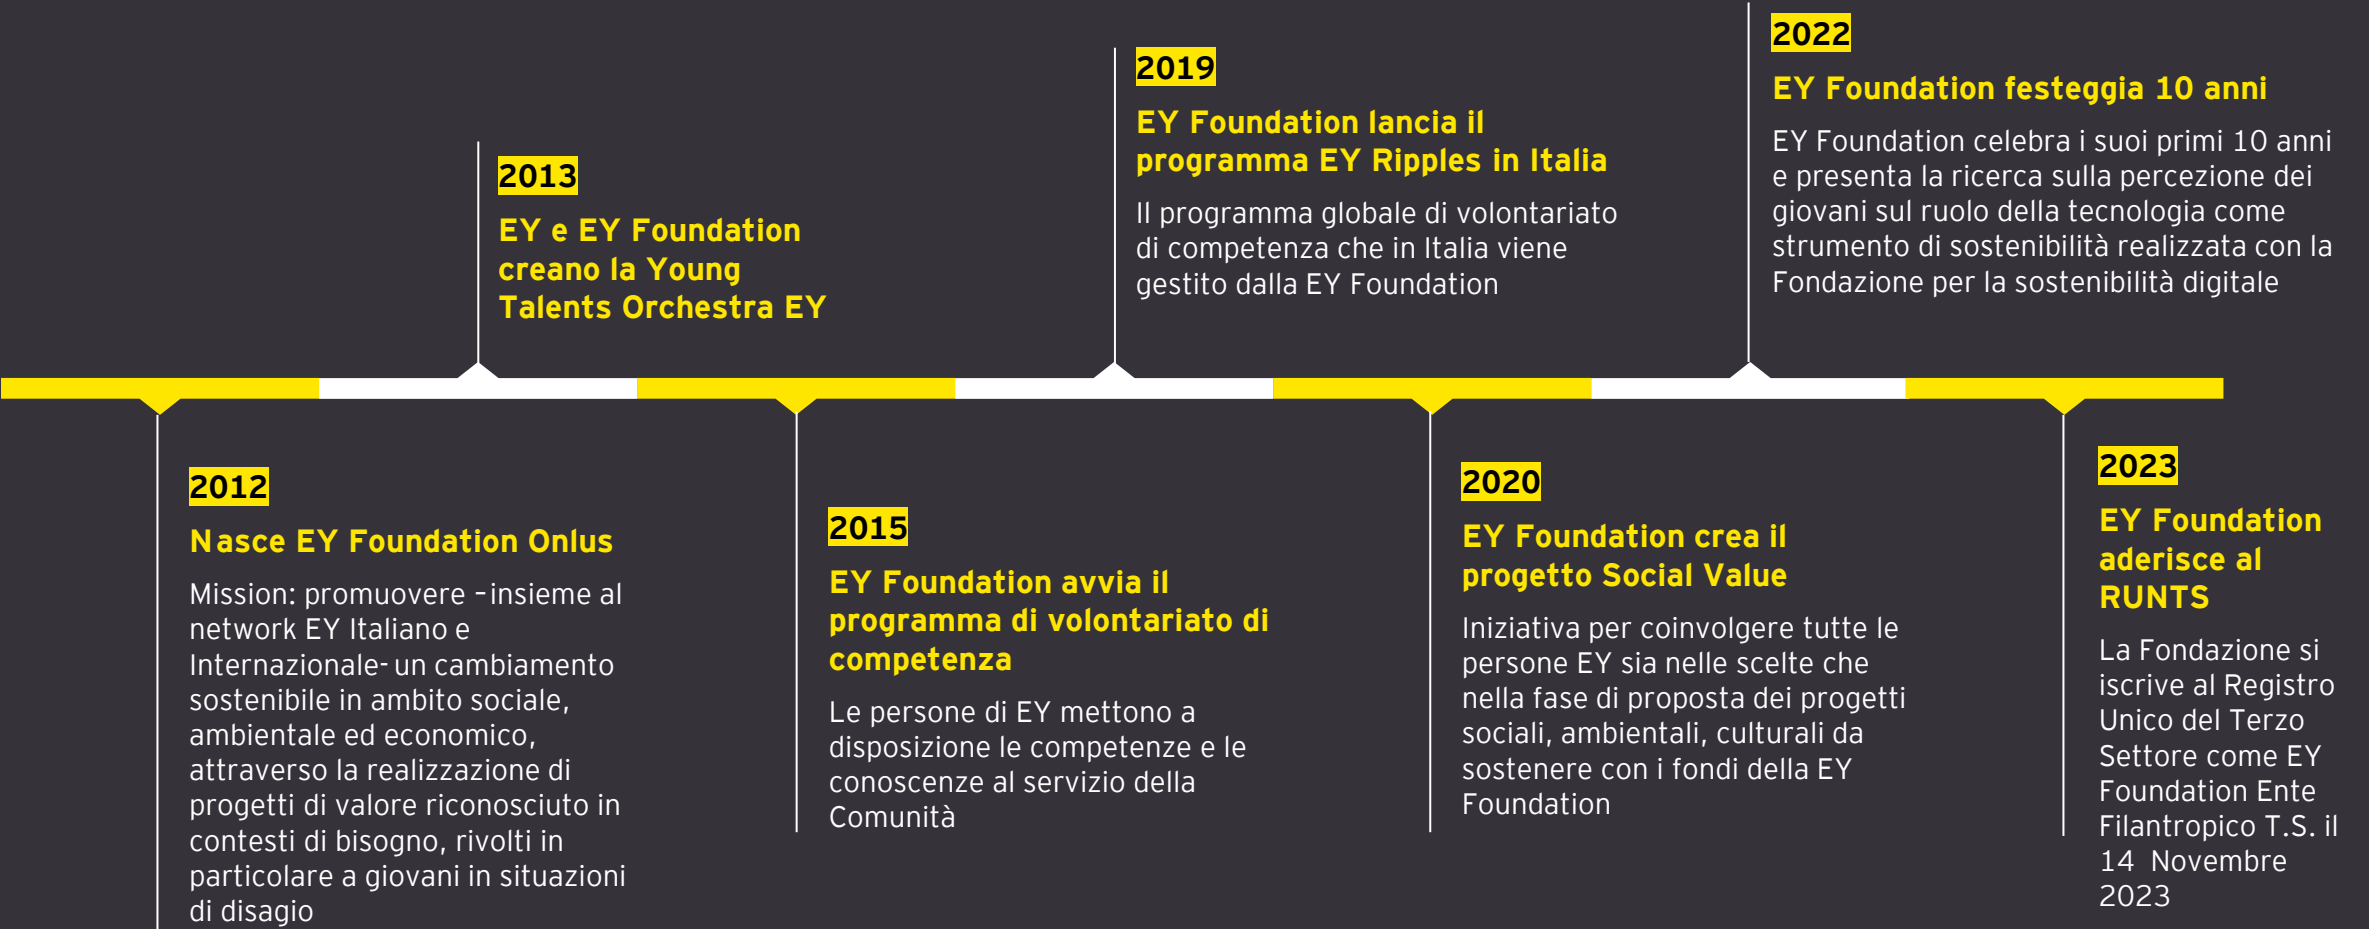 2012
Nasce EY Foundation Onlus
Mission: promuovere –insieme al
network EY Italiano e
Internazionale- un cambiamento
sostenibile in ambito sociale,
ambientale ed economico,
attraverso la realizzazione di
progetti di valore riconosciuto in
contesti di bisogno, rivolti in
particolare a giovani in situazioni
di disagio
2013
EY e EY Foundation
creano la Young
Talents Orchestra EY
2015
EY Foundation avvia il
programma di volontariato di
competenza
Le persone di EY mettono a
disposizione le competenze e le
conoscenze al servizio della
Comunità
2019
EY Foundation lancia il
programma EY Ripples in Italia
Il programma globale di volontariato
di competenza che in Italia viene
gestito dalla EY Foundation
2020
EY Foundation crea il
progetto Social Value
Iniziativa per coinvolgere tutte le
persone EY sia nelle scelte che
nella fase di proposta dei progetti
sociali, ambientali, culturali da
sostenere con i fondi della EY
Foundation
2022
EY Foundation festeggia 10 anni
EY Foundation celebra i suoi primi 10 anni
e presenta la ricerca sulla percezione dei
giovani sul ruolo della tecnologia come
strumento di sostenibilità realizzata con la
Fondazione per la sostenibilità digitale
2023
EY Foundation
aderisce al
RUNTS
La Fondazione si
iscrive al Registro
Unico del Terzo
Settore come EY
Foundation Ente
Filantropico T.S. il
14 Novembre
2023